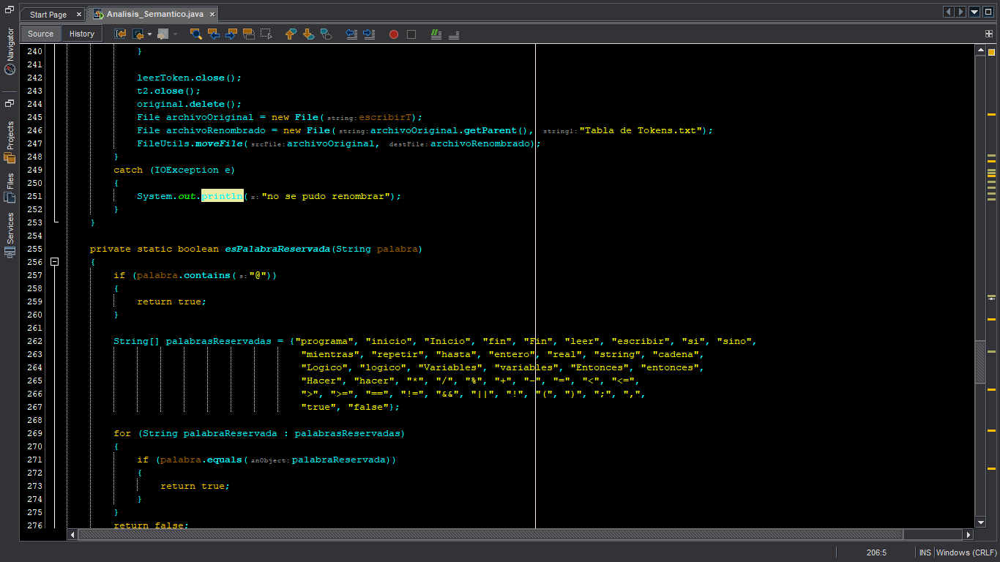 Start Page
Analisis_Semantico.java
Source
History
Navigator
Projects
Files
Services
240 }
241
242 leerToken.close();
243 t2.close();
244 original.delete();
245 File archivoOriginal = new File(string:escribirT);
246 File archivoRenombrado = new File(string:archivoOriginal.getParent(), string1:"Tabla de Tokens.txt");
247 FileUtils.moveFile(srcFile:archivoOriginal, destFile:archivoRenombrado);
248 }
249 catch (IOException e)
250 {
251 System.out.println(x:"no se pudo renombrar");
252 }
253 }
254
255 private static boolean esPalabraReservada(String palabra)
256 {
257 if (palabra.contains(s:"@"))
258 {
259 return true;
260 }
261
262 String[] palabrasReservadas = {"programa", "inicio", "Inicio", "fin", "Fin", "leer", "escribir", "si", "sino",
263 "mientras", "repetir", "hasta", "entero", "real", "string", "cadena",
264 "Logico", "logico", "Variables", "variables", "Entonces", "entonces",
265 "Hacer", "hacer", "*", "/", "%", "+", "-", "=", "<", "<=",
266 ">", ">=", "==", "!=", "&&", "||", "!", "(", ")", ";", ",",
267 "true", "false"};
268
269 for (String palabraReservada : palabrasReservadas)
270 {
271 if (palabra.equals(anObject:palabraReservada))
272 {
273 return true;
274 }
275 }
276 return false;
206:5
INS
Windows (CRLF)